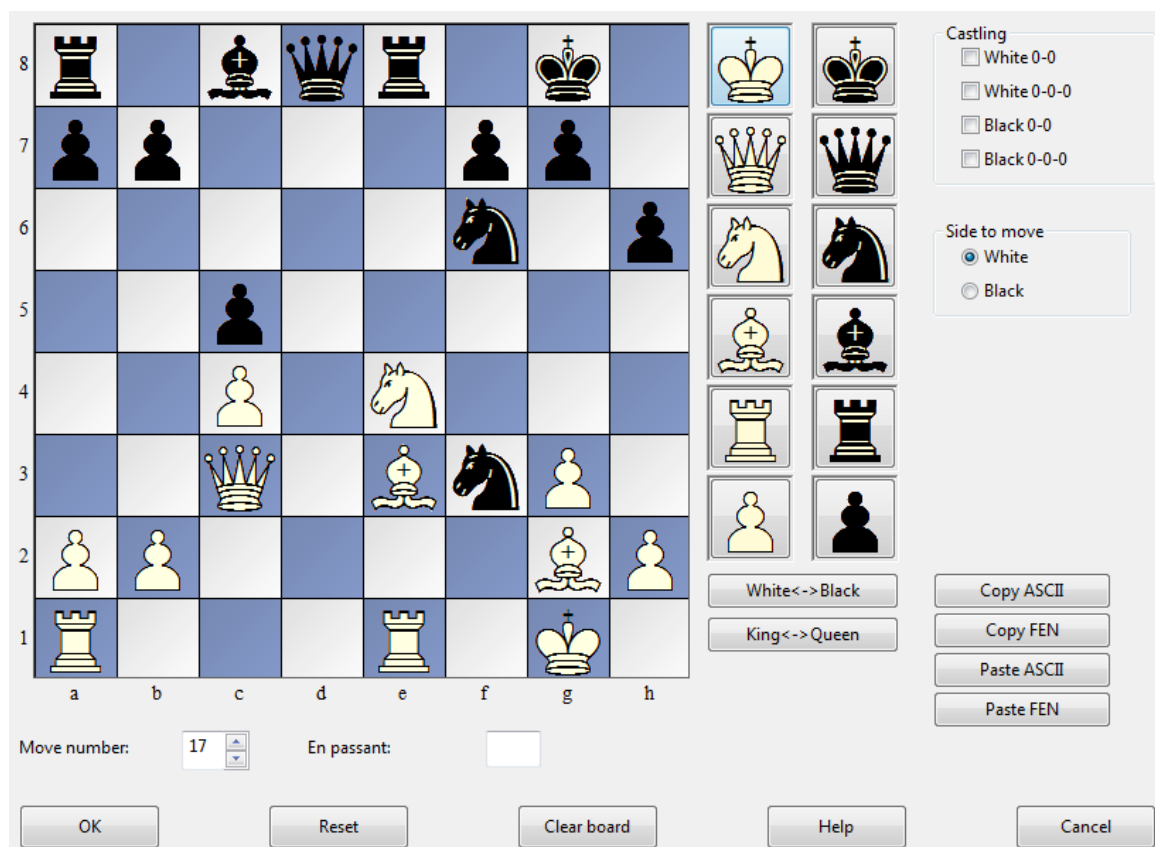 8
7
6
5
4
3
2
1
a b c d e f g h
Castling
White 0-0
White 0-0-0
Black 0-0
Black 0-0-0
Side to move
White
Black
White<->Black
King<->Queen
Copy ASCII
Copy FEN
Paste ASCII
Paste FEN
Move number: 17 En passant:
OK Reset Clear board Help Cancel